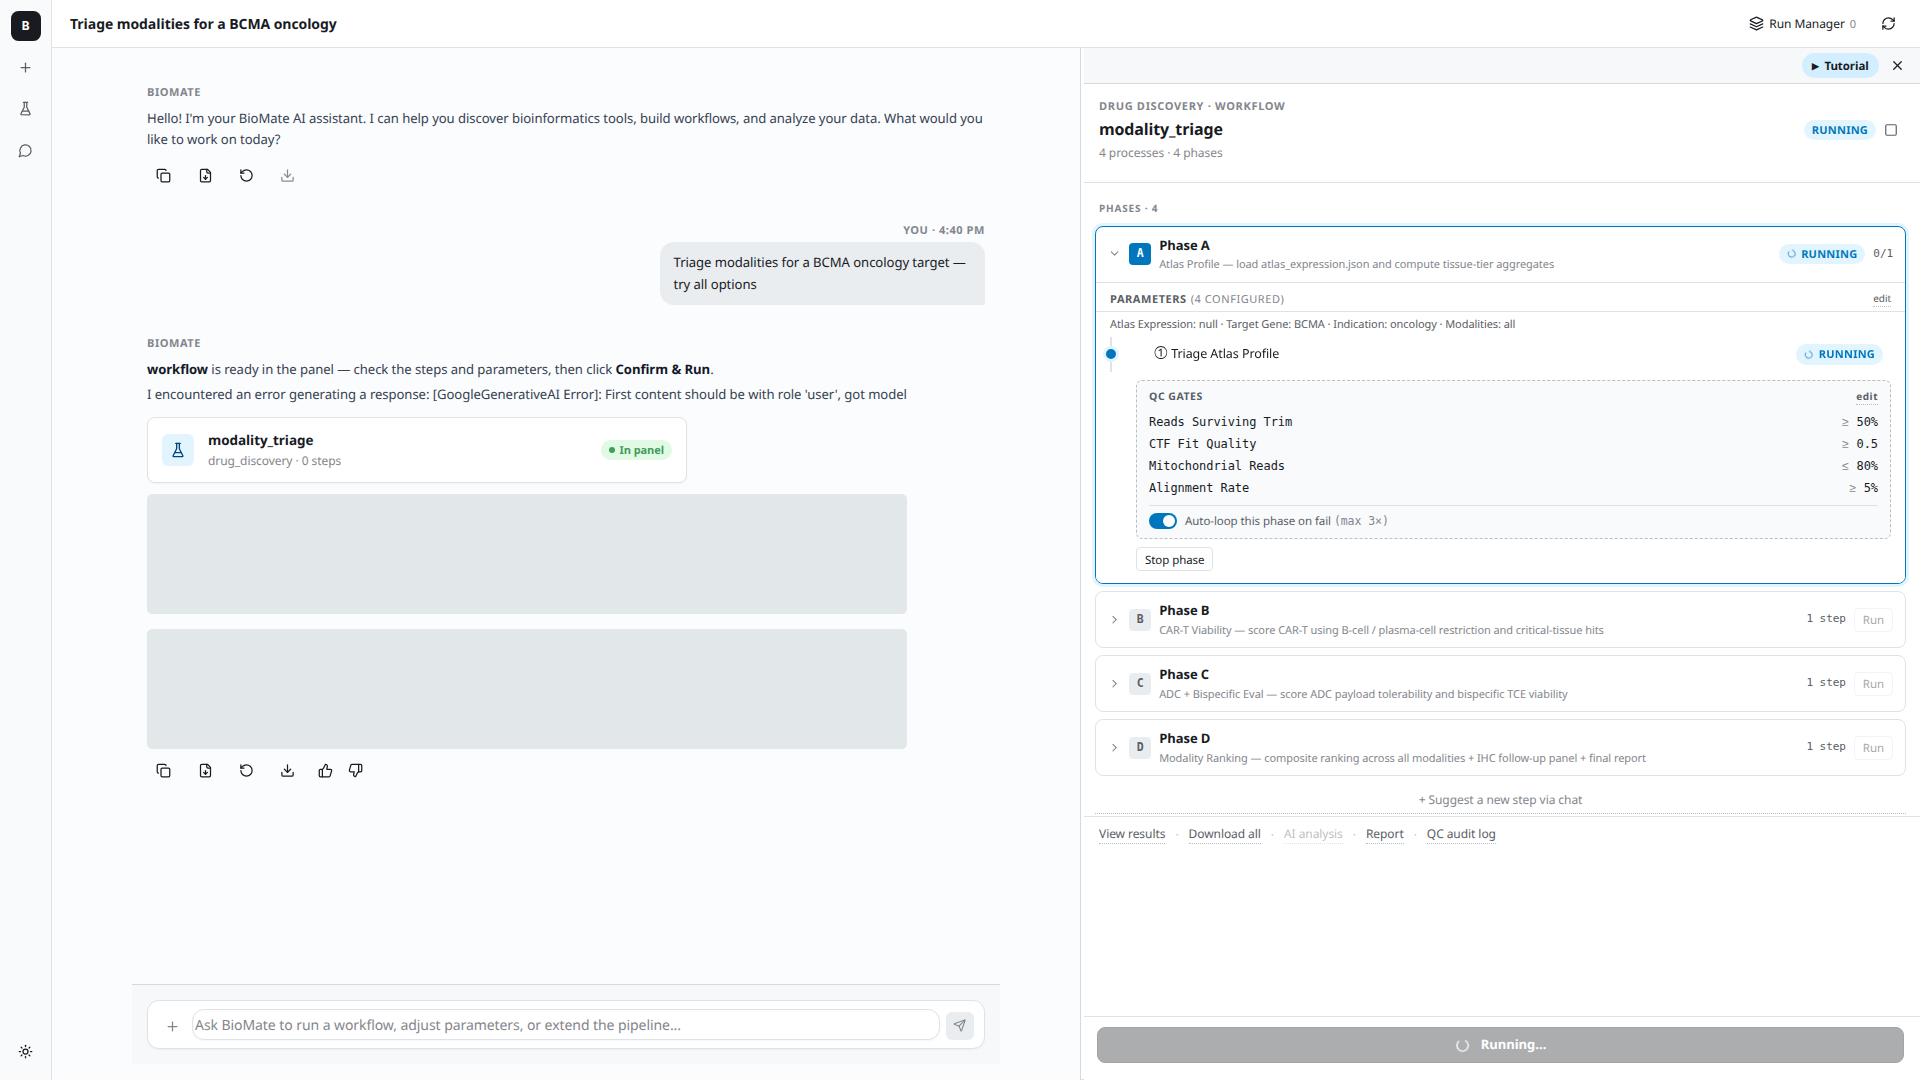 B
Triage modalities for a BCMA oncology
Run Manager 0
BIOMATE
Hello! I'm your BioMate AI assistant. I can help you discover bioinformatics tools, build workflows, and analyze your data. What would you
like to work on today?
YOU · 4:40 PM
Triage modalities for a BCMA oncology target —
try all options
BIOMATE
workflow is ready in the panel — check the steps and parameters, then click Confirm & Run.
I encountered an error generating a response: [GoogleGenerativeAI Error]: First content should be with role 'user', got model
modality_triage
drug_discovery · 0 steps
In panel
Ask BioMate to run a workflow, adjust parameters, or extend the pipeline...
▶ Tutorial
DRUG DISCOVERY · WORKFLOW
modality_triage
RUNNING
4 processes · 4 phases
PHASES · 4
A
Phase A
Atlas Profile — load atlas_expression.json and compute tissue-tier aggregates
RUNNING 0/1
PARAMETERS (4 CONFIGURED)
edit
Atlas Expression: null · Target Gene: BCMA · Indication: oncology · Modalities: all
① Triage Atlas Profile
RUNNING
QC GATES
edit
Reads Surviving Trim ≥ 50%
CTF Fit Quality ≥ 0.5
Mitochondrial Reads ≤ 80%
Alignment Rate ≥ 5%
Auto-loop this phase on fail (max 3×)
Stop phase
B
Phase B
CAR-T Viability — score CAR-T using B-cell / plasma-cell restriction and critical-tissue hits
1 step Run
C
Phase C
ADC + Bispecific Eval — score ADC payload tolerability and bispecific TCE viability
1 step Run
D
Phase D
Modality Ranking — composite ranking across all modalities + IHC follow-up panel + final report
1 step Run
+ Suggest a new step via chat
View results · Download all · AI analysis · Report · QC audit log
Running...